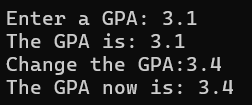 Enter a GPA: 3.1
The GPA is: 3.1
Change the GPA:3.4
The GPA now is: 3.4